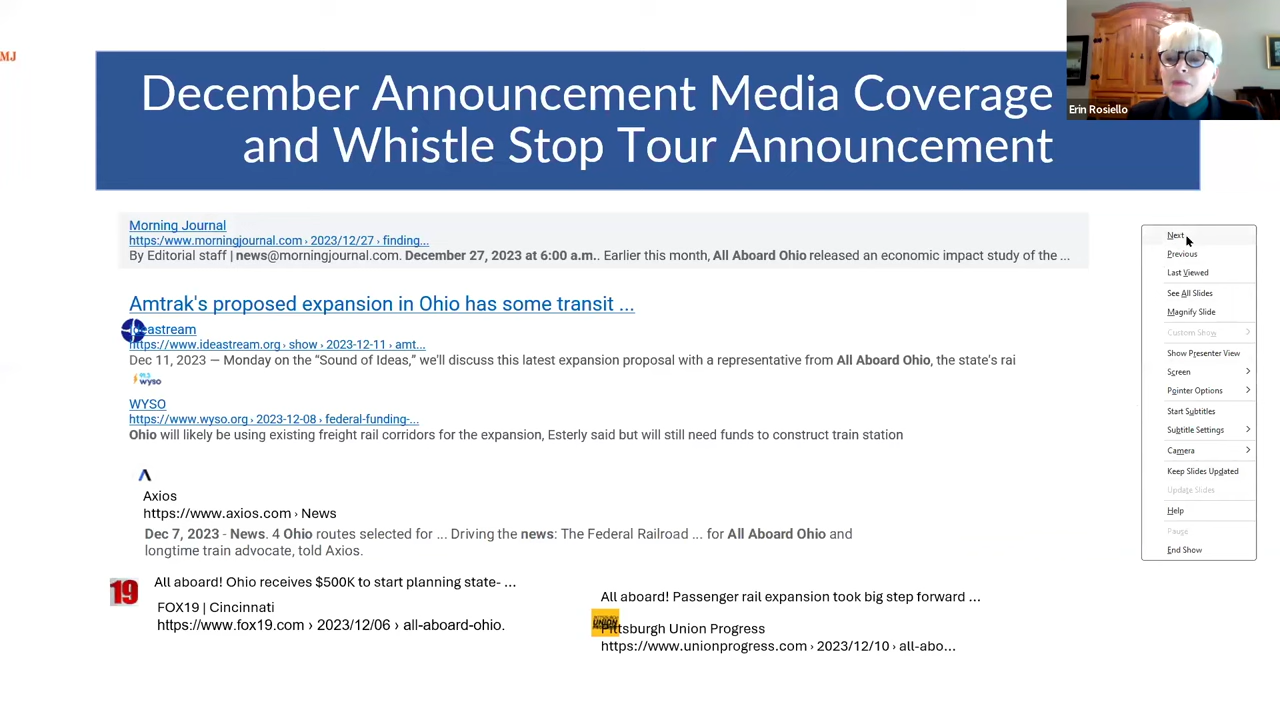 MJ
December Announcement Media Coverage
and Whistle Stop Tour Announcement
Erin Rosiello
Morning Journal
https:/www.morningjournal.com › 2023/12/27 › finding...
By Editorial staff | news@morningjournal.com. December 27, 2023 at 6:00 a.m.. Earlier this month, All Aboard Ohio released an economic impact study of the ...
Amtrak's proposed expansion in Ohio has some transit ...
eastream
https://www.ideastream.org › show › 2023-12-11 › amt...
Dec 11, 2023 — Monday on the “Sound of Ideas,” we'll discuss this latest expansion proposal with a representative from All Aboard Ohio, the state's rai
91.3
wyso
WYSO
https://www.wyso.org › 2023-12-08 › federal-funding-...
Ohio will likely be using existing freight rail corridors for the expansion, Esterly said but will still need funds to construct train station
Axios
https://www.axios.com › News
Dec 7, 2023 - News. 4 Ohio routes selected for ... Driving the news: The Federal Railroad ... for All Aboard Ohio and
longtime train advocate, told Axios.
19
All aboard! Ohio receives $500K to start planning state- ...
FOX19 | Cincinnati
https://www.fox19.com › 2023/12/06 › all-aboard-ohio.
All aboard! Passenger rail expansion took big step forward ...
UNION
Pittsburgh Union Progress
https://www.unionprogress.com › 2023/12/10 › all-abo...
Next
Previous
Last Viewed
See All Slides
Magnify Slide
Custom Show
Show Presenter View
Screen
Pointer Options
Start Subtitles
Subtitle Settings
Camera
Keep Slides Updated
Update Slides
Help
Pause
End Show